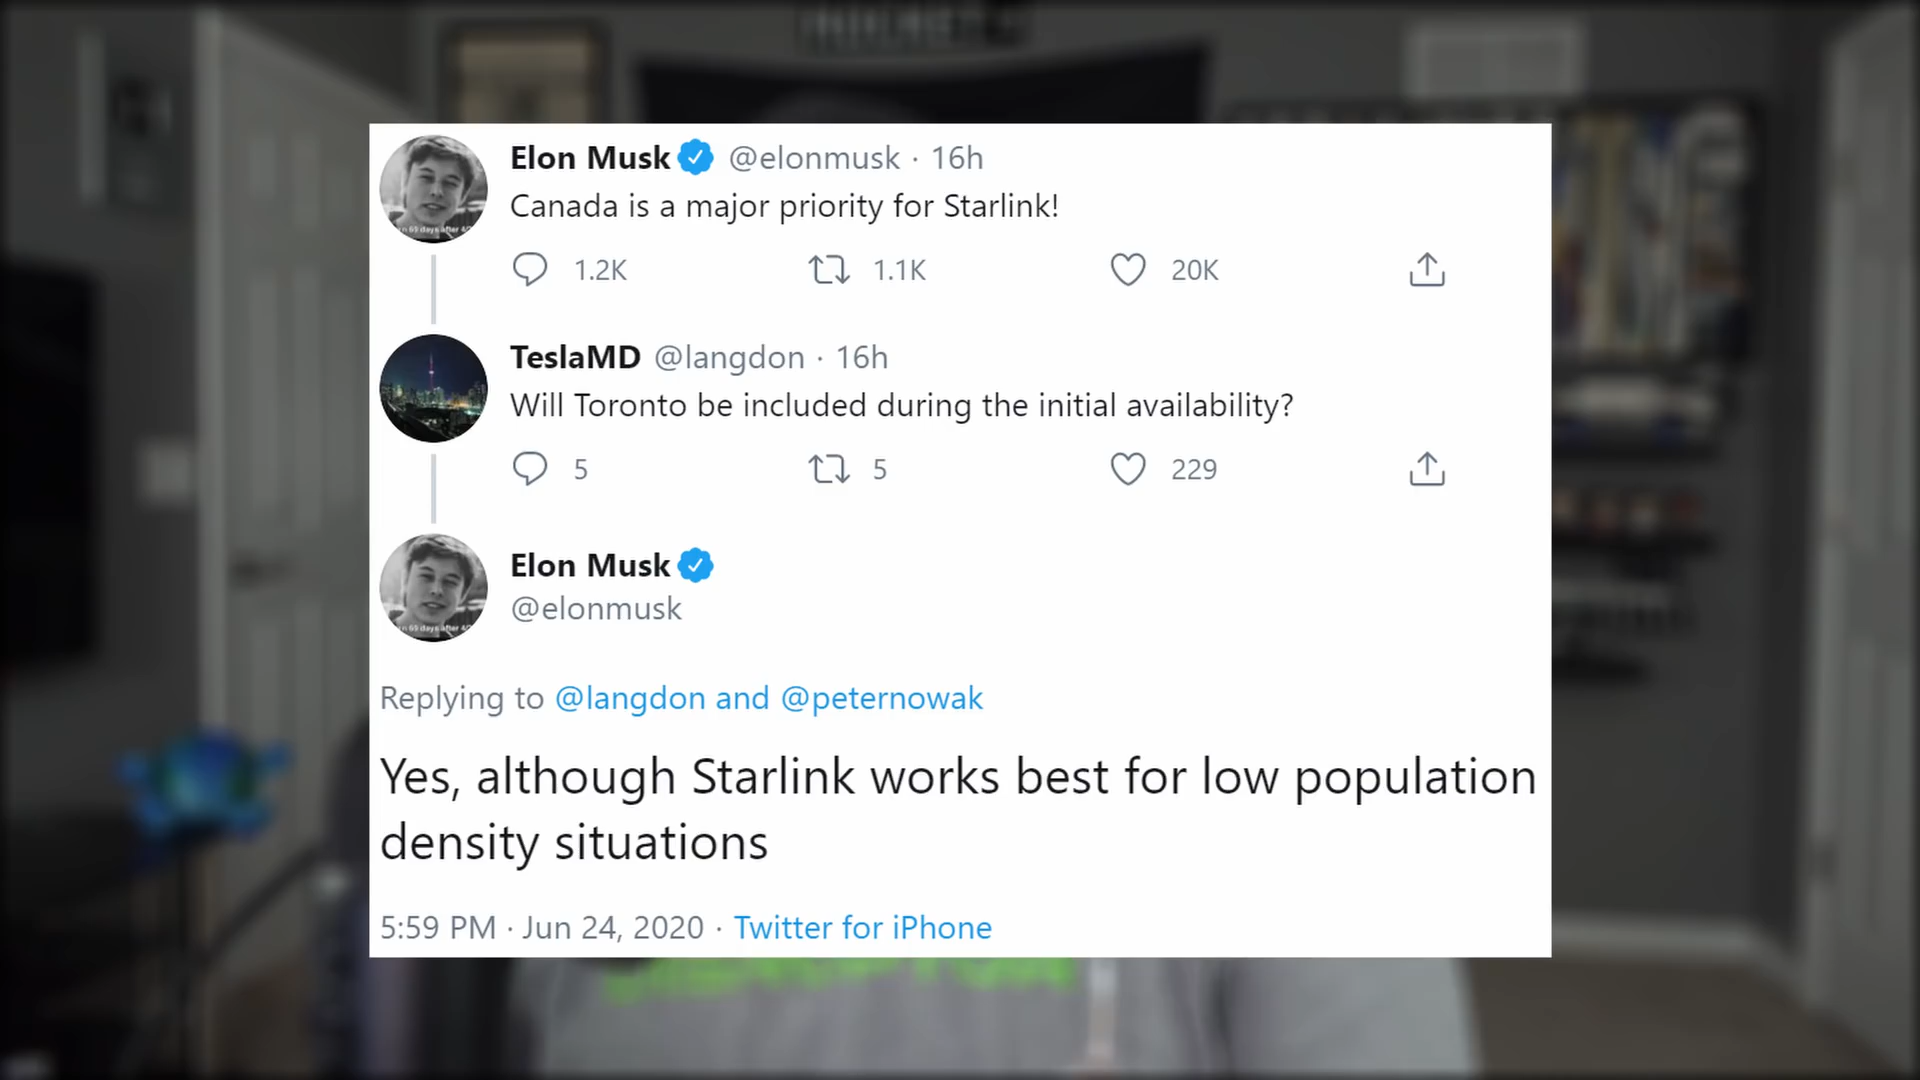 Elon Musk @elonmusk · 16h
Canada is a major priority for Starlink!
1.2K 1.1K 20K
TeslaMD @langdon · 16h
Will Toronto be included during the initial availability?
5 5 229
Elon Musk
@elonmusk
Replying to @langdon and @peternowak
Yes, although Starlink works best for low population
density situations
5:59 PM · Jun 24, 2020 · Twitter for iPhone